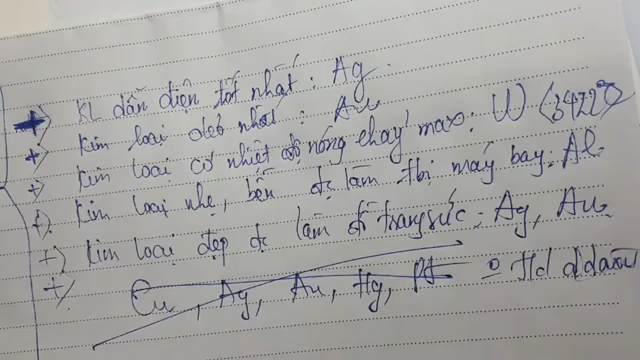 +) KL dẫn điện tốt nhất : Ag.
+) Kim loại dẻo nhất : Au
+) Kim loại có nhiệt độ nóng chảy max : W (3422°C)
+) Kim loại nhẹ, bền đc làm thbị máy bay : Al
+) Kim loại đẹp đc làm đồ trang sức : Ag, Au.
+) Cu, Ag, Au, Hg, Pt